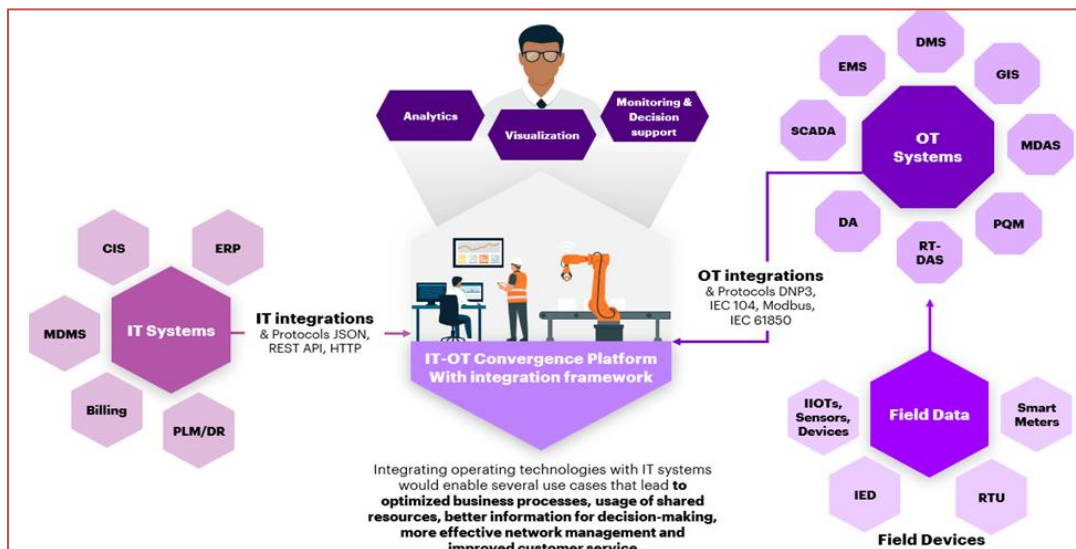 Analytics
Visualization
Monitoring &
Decision
support
CIS
ERP
MDMS
IT Systems
Billing
PLM/DR
IT integrations
& Protocols JSON,
REST API, HTTP
IT-OT Convergence Platform
With integration framework
Integrating operating technologies with IT systems
would enable several use cases that lead to
optimized business processes, usage of shared
resources, better information for decision-making,
more effective network management and
improved customer service
OT integrations
& Protocols DNP3,
IEC 104, Modbus,
IEC 61850
DMS
EMS
GIS
SCADA
OT
Systems
MDAS
DA
PQM
RT-
DAS
Field Data
IIOTs,
Sensors,
Devices
Smart
Meters
IED
RTU
Field Devices